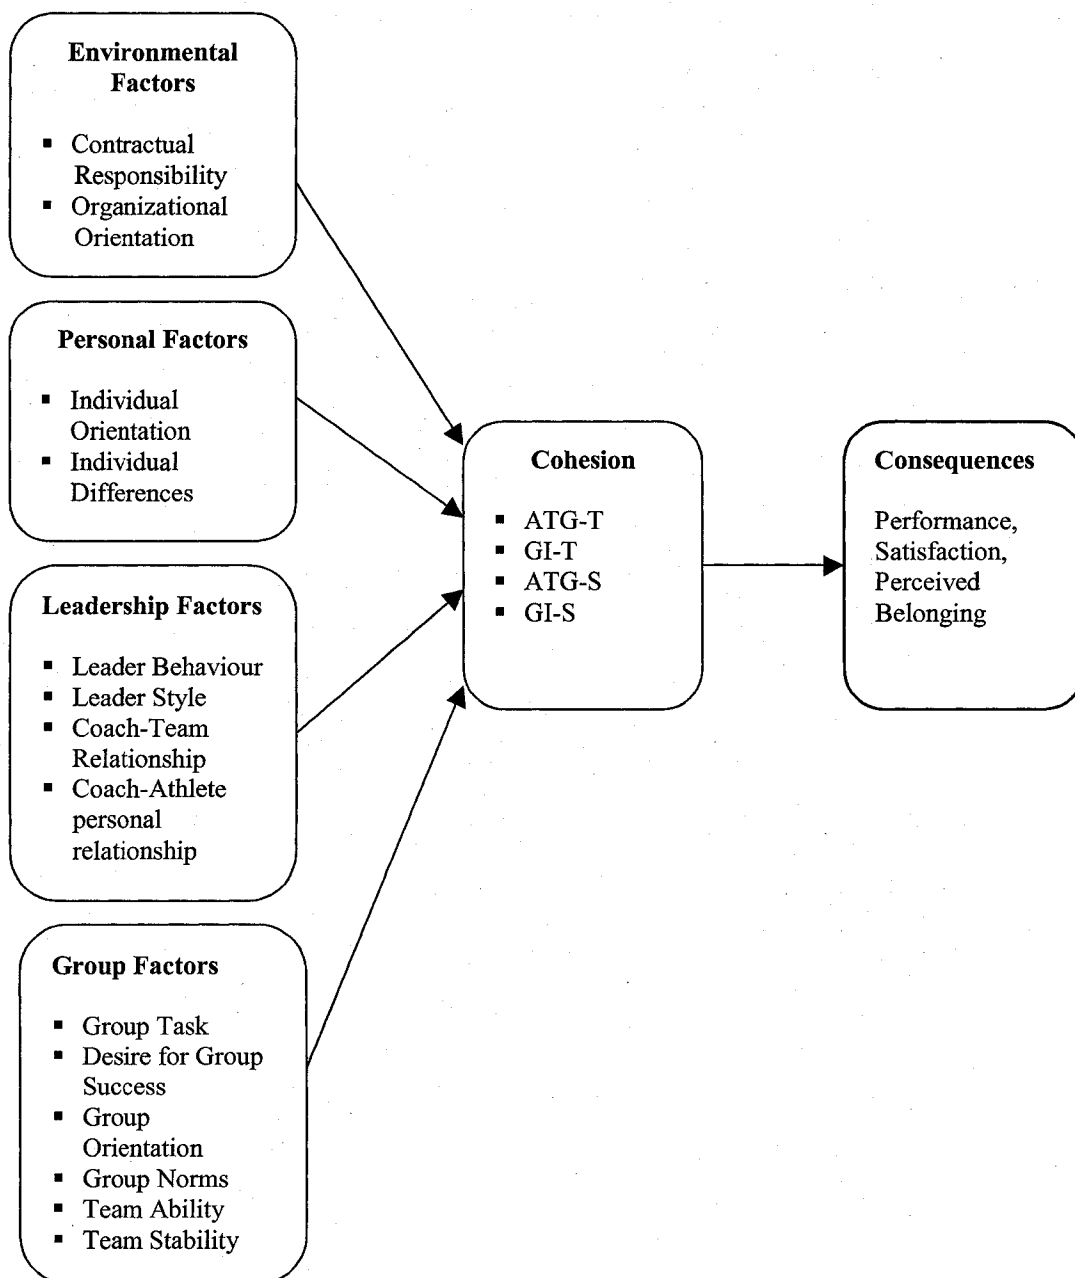 Environmental
Factors
▪ Contractual
Responsibility
▪ Organizational
Orientation
Personal Factors
▪ Individual
Orientation
▪ Individual
Differences
Leadership Factors
▪ Leader Behaviour
▪ Leader Style
▪ Coach-Team
Relationship
▪ Coach-Athlete
personal
relationship
Group Factors
▪ Group Task
▪ Desire for Group
Success
▪ Group
Orientation
▪ Group Norms
▪ Team Ability
▪ Team Stability
Cohesion
▪ ATG-T
▪ GI-T
▪ ATG-S
▪ GI-S
Consequences
Performance,
Satisfaction,
Perceived
Belonging